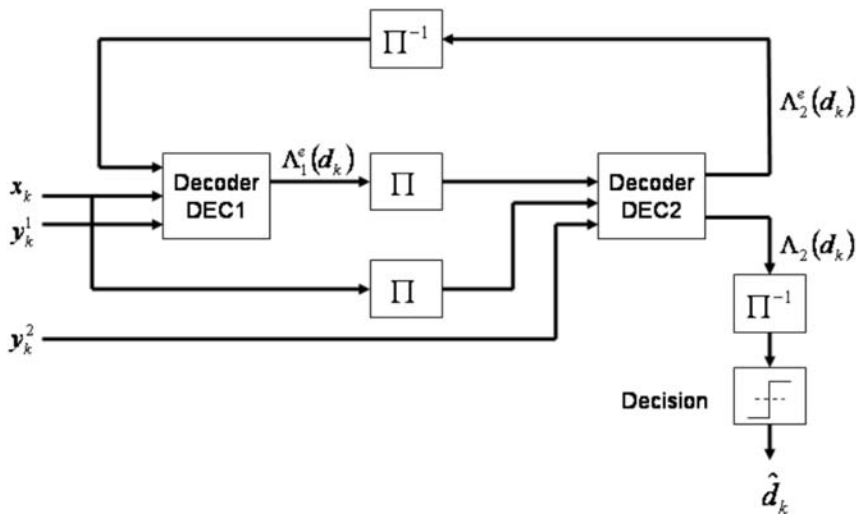 Π⁻¹
Λ₂ᵉ(dₖ)
Λ₁ᵉ(dₖ)
xₖ
Decoder
DEC1
Π
Decoder
DEC2
yₖ¹
Λ₂(dₖ)
Π
Π⁻¹
yₖ²
Decision
d̂ₖ